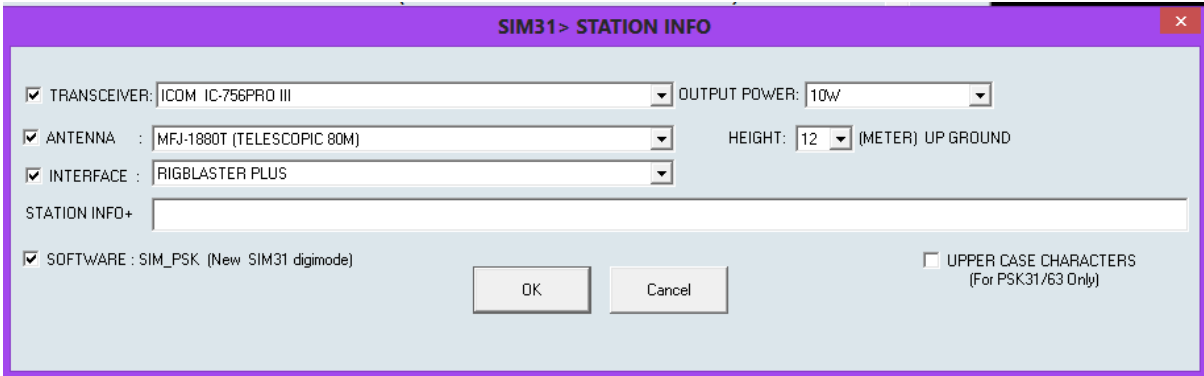 SIM31> STATION INFO
TRANSCEIVER: ICOM IC-756PRO III OUTPUT POWER: 10W
ANTENNA : MFJ-1880T (TELESCOPIC 80M) HEIGHT: 12 (METER) UP GROUND
INTERFACE : RIGBLASTER PLUS
STATION INFO+
SOFTWARE : SIM_PSK (New SIM31 digimode) UPPER CASE CHARACTERS
(For PSK31/63 Only)
OK Cancel